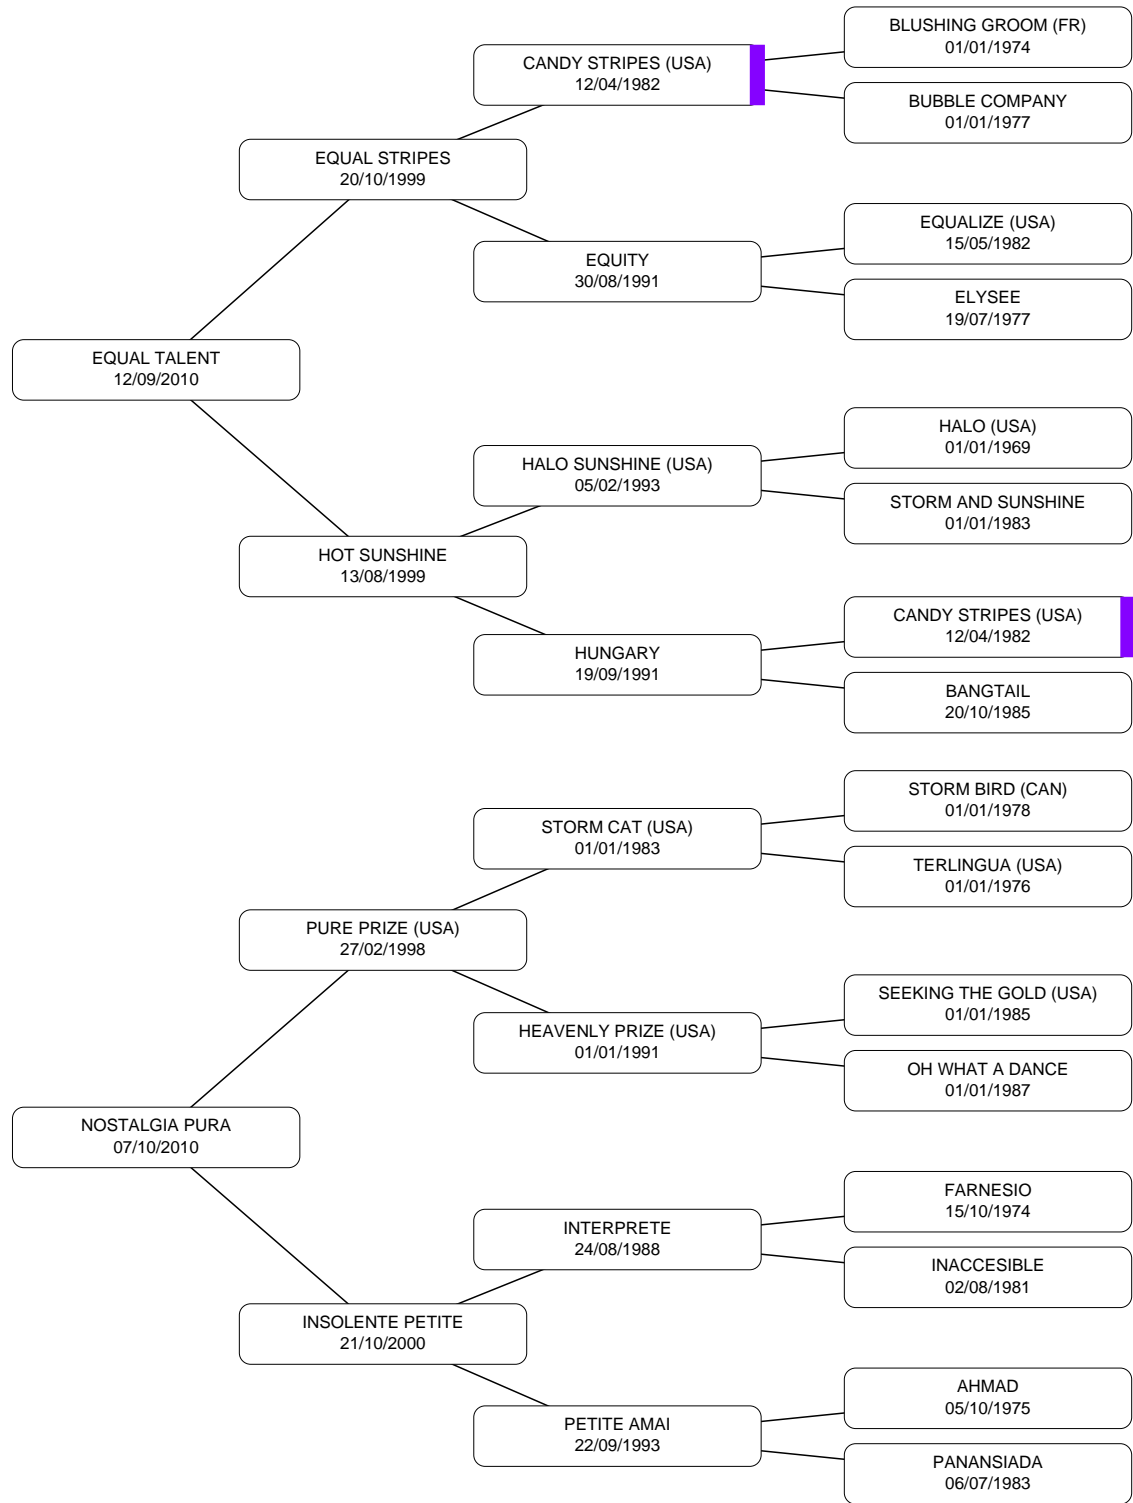 BLUSHING GROOM (FR)
01/01/1974
CANDY STRIPES (USA)
12/04/1982
BUBBLE COMPANY
01/01/1977
EQUAL STRIPES
20/10/1999
EQUALIZE (USA)
15/05/1982
EQUITY
30/08/1991
ELYSEE
19/07/1977
EQUAL TALENT
12/09/2010
HALO (USA)
01/01/1969
HALO SUNSHINE (USA)
05/02/1993
STORM AND SUNSHINE
01/01/1983
HOT SUNSHINE
13/08/1999
CANDY STRIPES (USA)
12/04/1982
HUNGARY
19/09/1991
BANGTAIL
20/10/1985
STORM BIRD (CAN)
01/01/1978
STORM CAT (USA)
01/01/1983
TERLINGUA (USA)
01/01/1976
PURE PRIZE (USA)
27/02/1998
SEEKING THE GOLD (USA)
01/01/1985
HEAVENLY PRIZE (USA)
01/01/1991
OH WHAT A DANCE
01/01/1987
NOSTALGIA PURA
07/10/2010
FARNESIO
15/10/1974
INTERPRETE
24/08/1988
INACCESIBLE
02/08/1981
INSOLENTE PETITE
21/10/2000
AHMAD
05/10/1975
PETITE AMAI
22/09/1993
PANANSIADA
06/07/1983